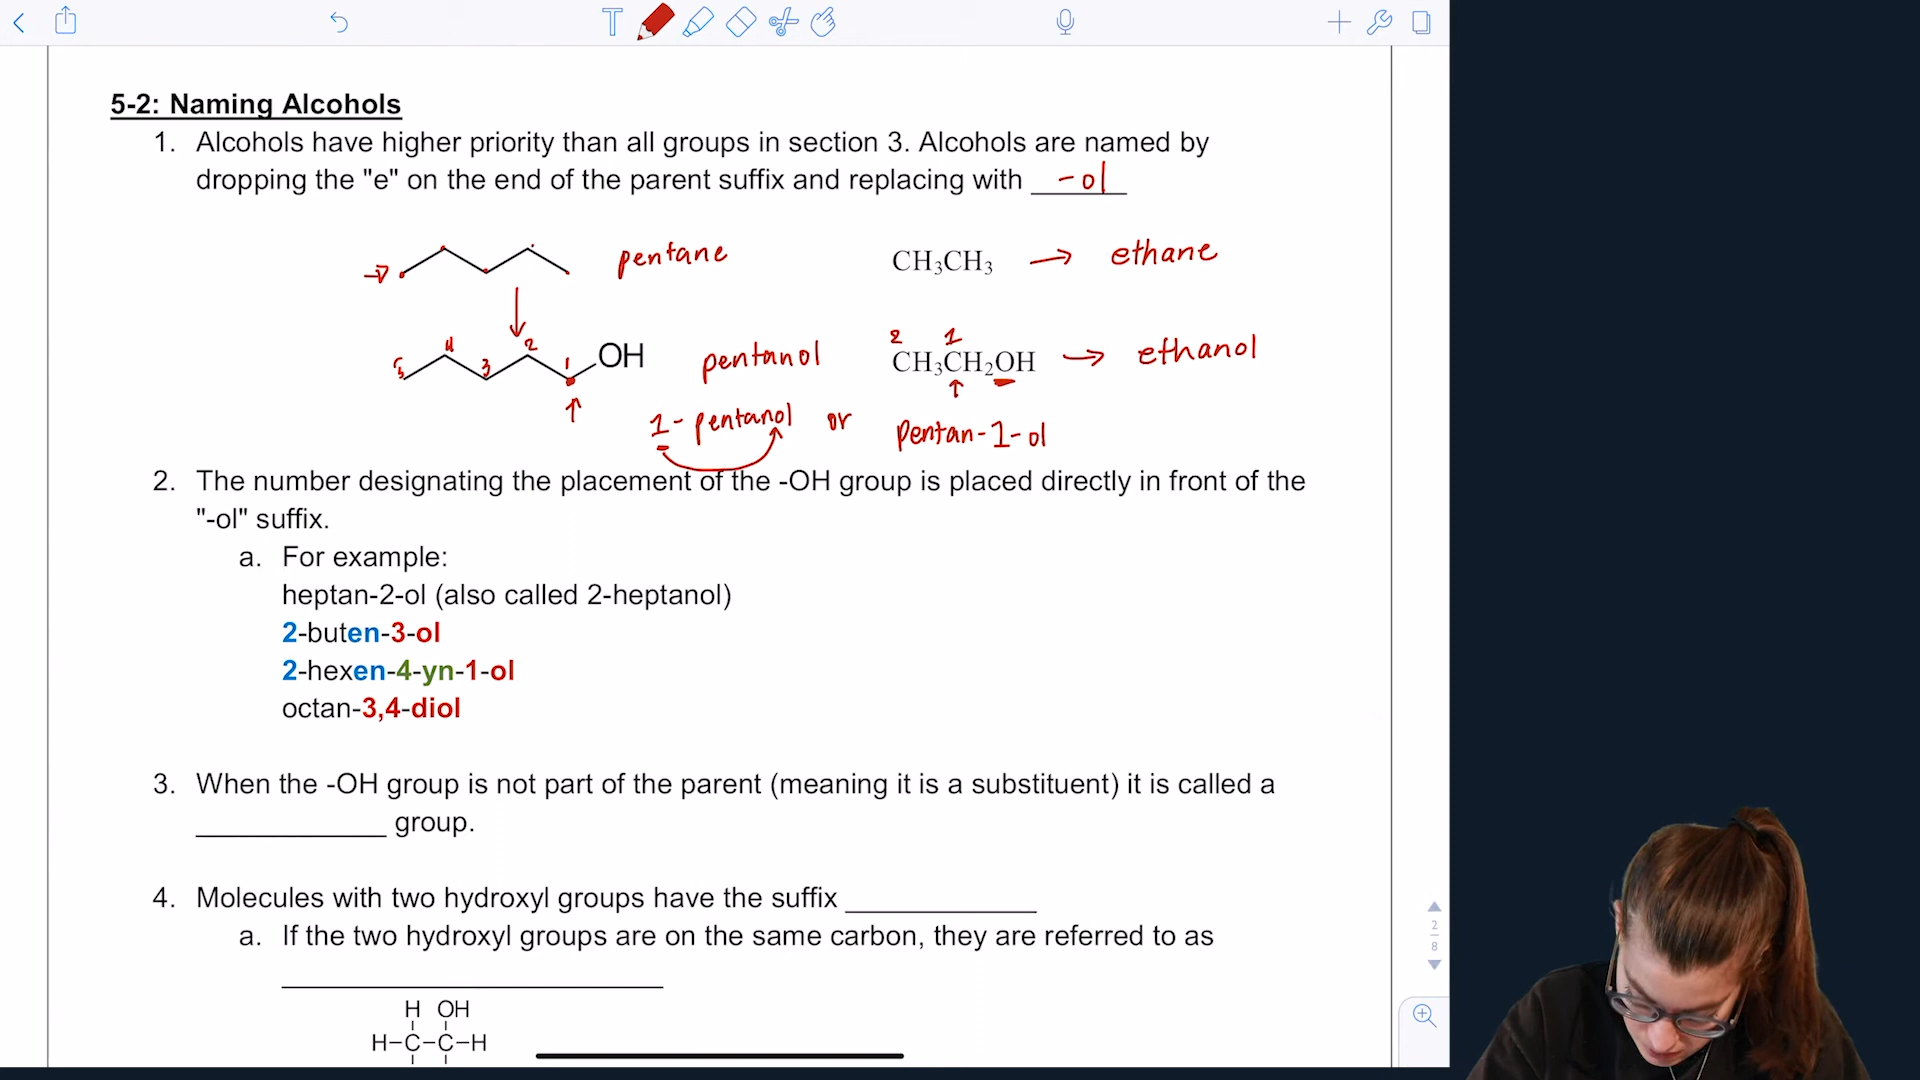 5-2: Naming Alcohols
1. Alcohols have higher priority than all groups in section 3. Alcohols are named by
dropping the "e" on the end of the parent suffix and replacing with -ol
pentane CH₃CH₃ → ethane
5 4 3 2 1 OH pentanol
2 1
CH₃CH₂OH → ethanol
1-pentanol or pentan-1-ol
2. The number designating the placement of the -OH group is placed directly in front of the
"-ol" suffix.
a. For example:
heptan-2-ol (also called 2-heptanol)
2-buten-3-ol
2-hexen-4-yn-1-ol
octan-3,4-diol
3. When the -OH group is not part of the parent (meaning it is a substituent) it is called a
____________ group.
4. Molecules with two hydroxyl groups have the suffix ____________
a. If the two hydroxyl groups are on the same carbon, they are referred to as
________________________
H OH
H-C-C-H
2
8